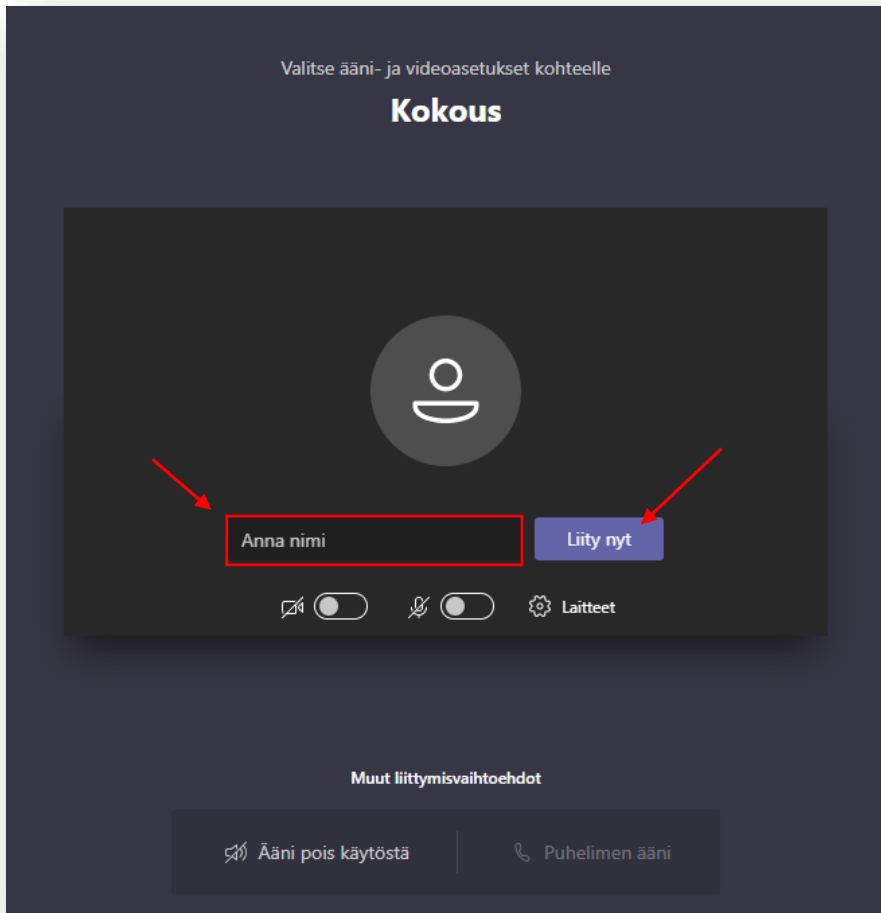 Valitse ääni- ja videoasetukset kohteelle
Kokous
Anna nimi
Liity nyt
Laitteet
Muut liittymisvaihtoehdot
Ääni pois käytöstä
Puhelimen ääni